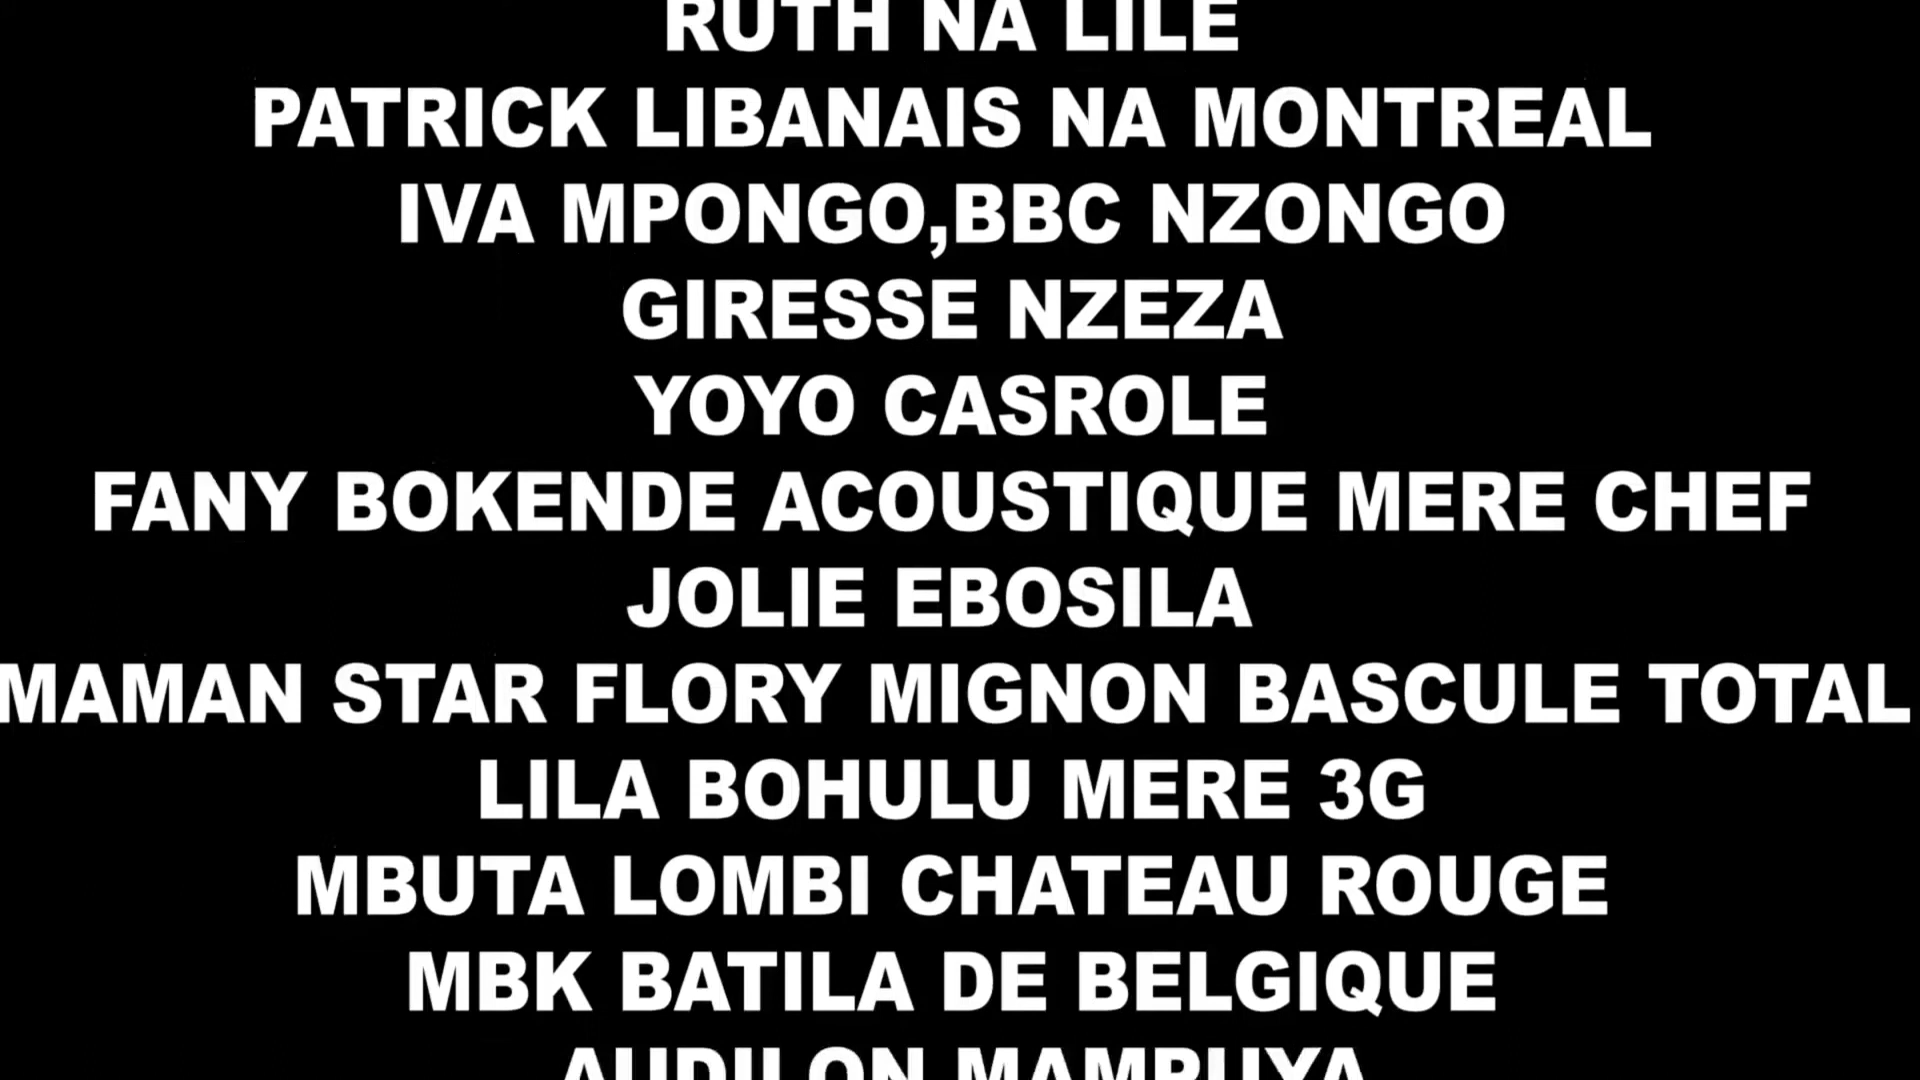 RUTH NA LILE
PATRICK LIBANAIS NA MONTREAL
IVA MPONGO,BBC NZONGO
GIRESSE NZEZA
YOYO CASROLE
FANY BOKENDE ACOUSTIQUE MERE CHEF
JOLIE EBOSILA
MAMAN STAR FLORY MIGNON BASCULE TOTAL
LILA BOHULU MERE 3G
MBUTA LOMBI CHATEAU ROUGE
MBK BATILA DE BELGIQUE
AUDILON MAMPUYA